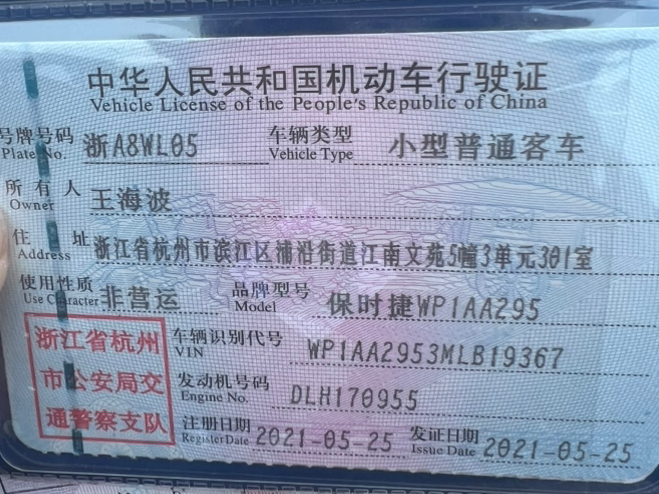 中华人民共和国机动车行驶证
Vehicle License of the People's Republic of China
号牌号码 浙A8WL05 车辆类型 小型普通客车
Plate No. Vehicle Type
所有人 王海波
Owner
住址 浙江省杭州市滨江区浦沿街道江南文苑5幢3单元301室
Address
使用性质 非营运 品牌型号 保时捷WP1AA295
Use Character Model
浙江省杭州
市公安局交
通警察支队
车辆识别代号 WP1AA2953MLB19367
VIN
发动机号码 DLH170955
Engine No.
注册日期 2021-05-25 发证日期 2021-05-25
Register Date Issue Date